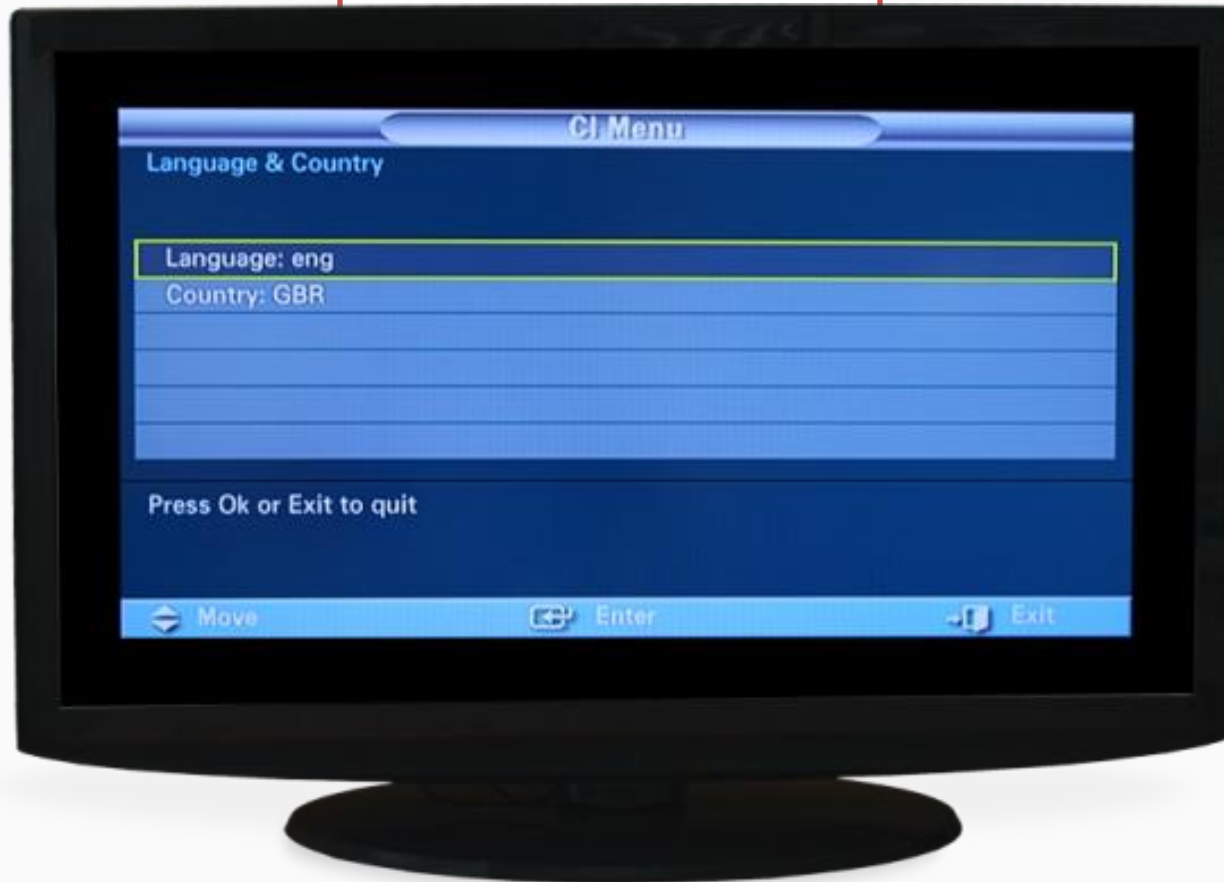 CI Menu
Language & Country
Language: eng
Country: GBR
Press Ok or Exit to quit
Move
Enter
Exit